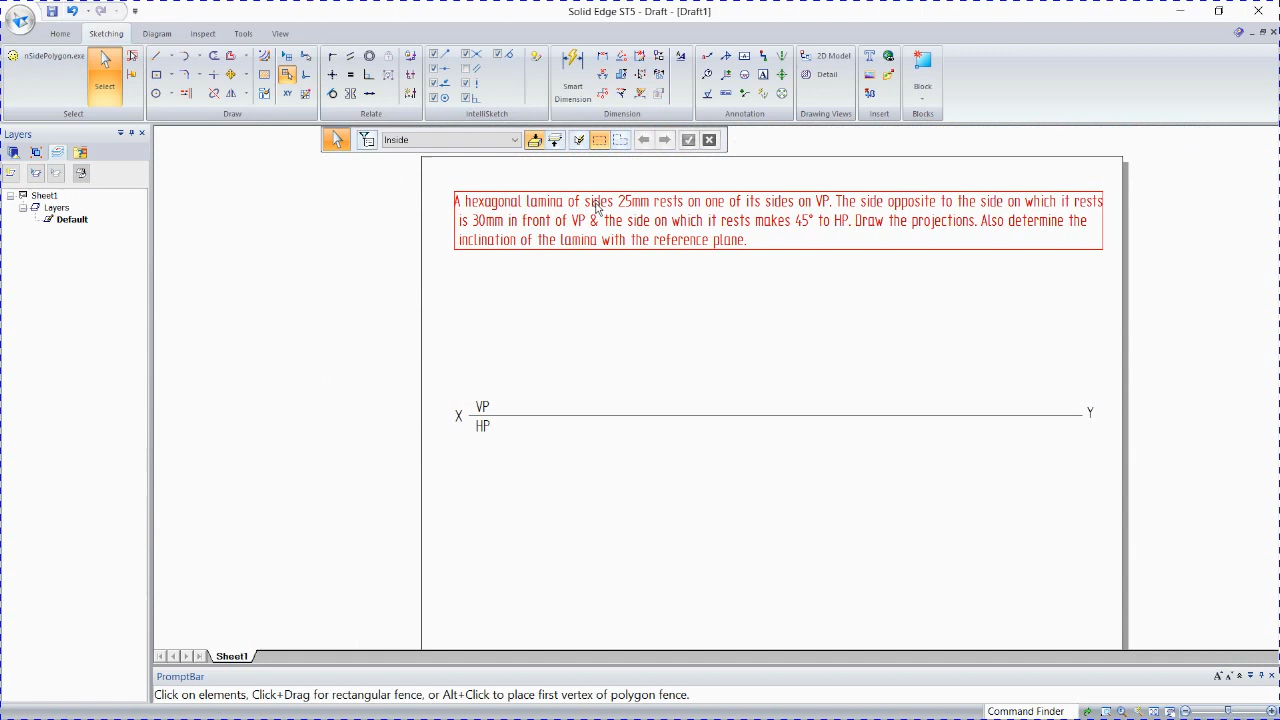 Solid Edge ST5 - Draft - [Draft1]
Home Sketching Diagram Inspect Tools View
nSidePolygon.exe
Select
Smart
Dimension
2D Model
Detail
Block
Select Draw Relate IntelliSketch Dimension Annotation Drawing Views Insert Blocks
Layers
Inside
Sheet1
Layers
Default
A hexagonal lamina of sides 25mm rests on one of its sides on VP. The side opposite to the side on which it rests
is 30mm in front of VP & the side on which it rests makes 45° to HP. Draw the projections. Also determine the
inclination of the lamina with the reference plane.
VP
X Y
HP
Sheet1
PromptBar
Click on elements, Click+Drag for rectangular fence, or Alt+Click to place first vertex of polygon fence.
Command Finder